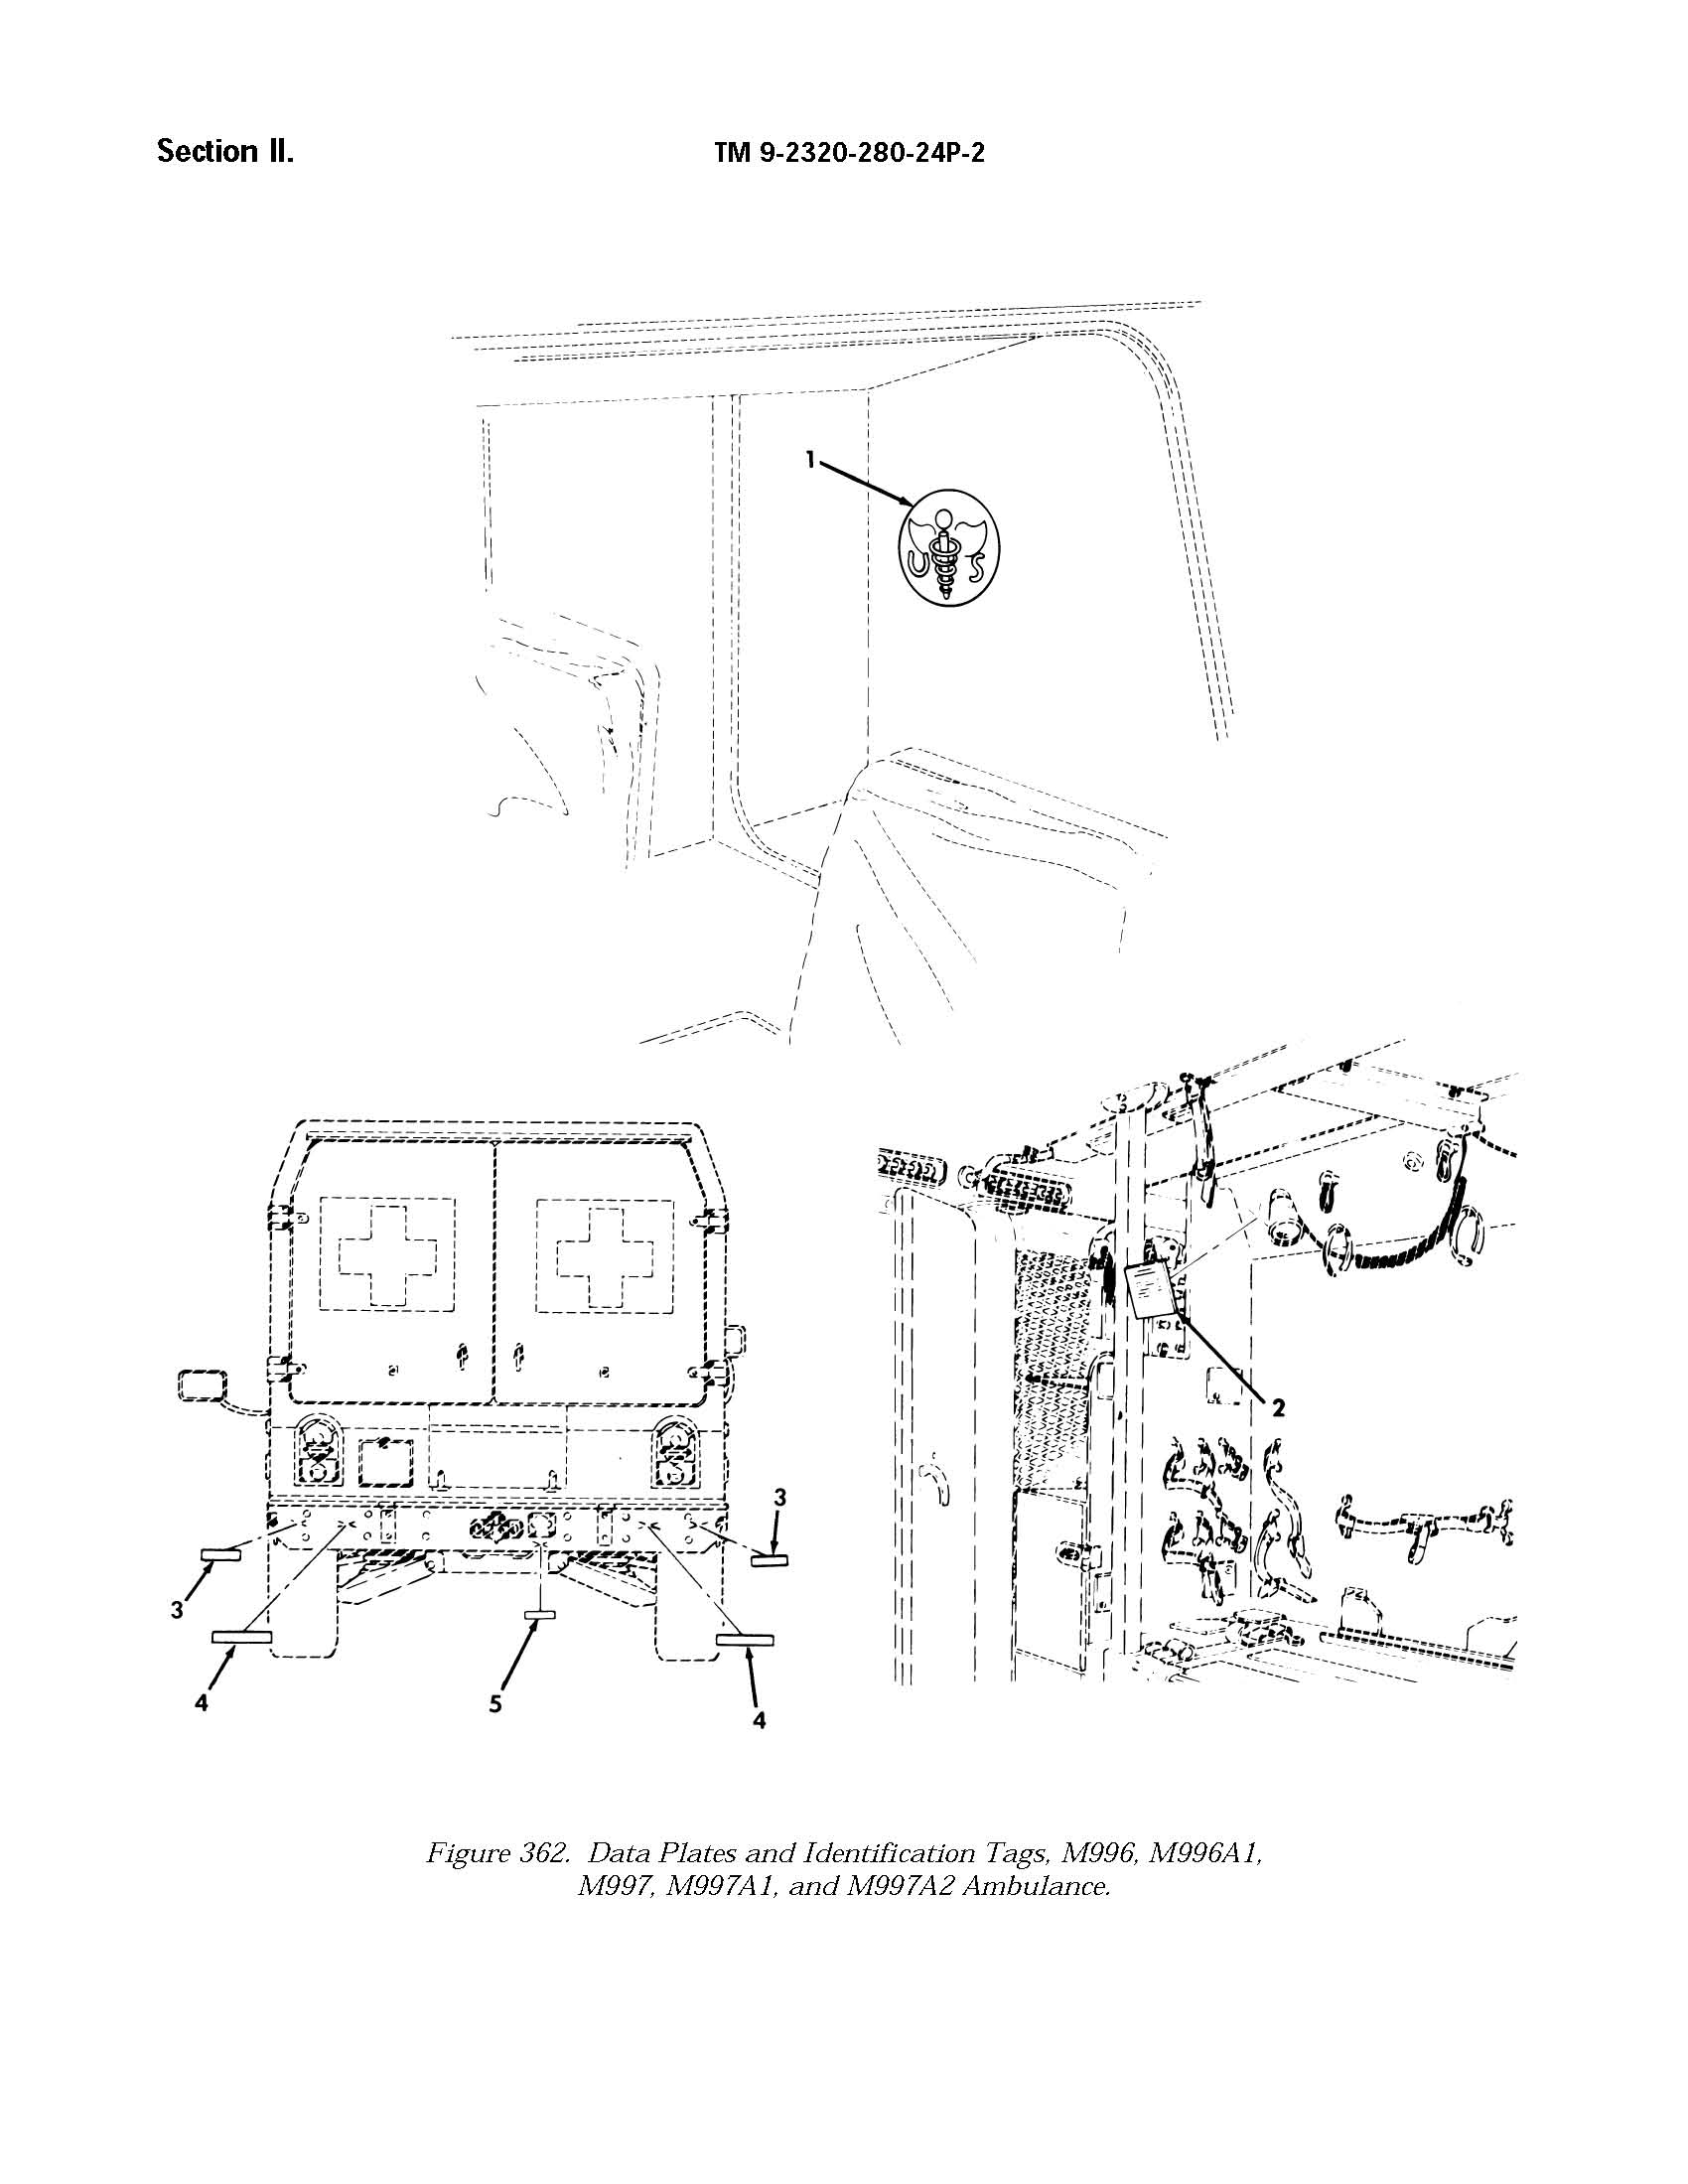 Section II.
TM 9-2320-280-24P-2
1
U S
2
3
3
4
5
4
Figure 362. Data Plates and Identification Tags, M996, M996A1,
M997, M997A1, and M997A2 Ambulance.